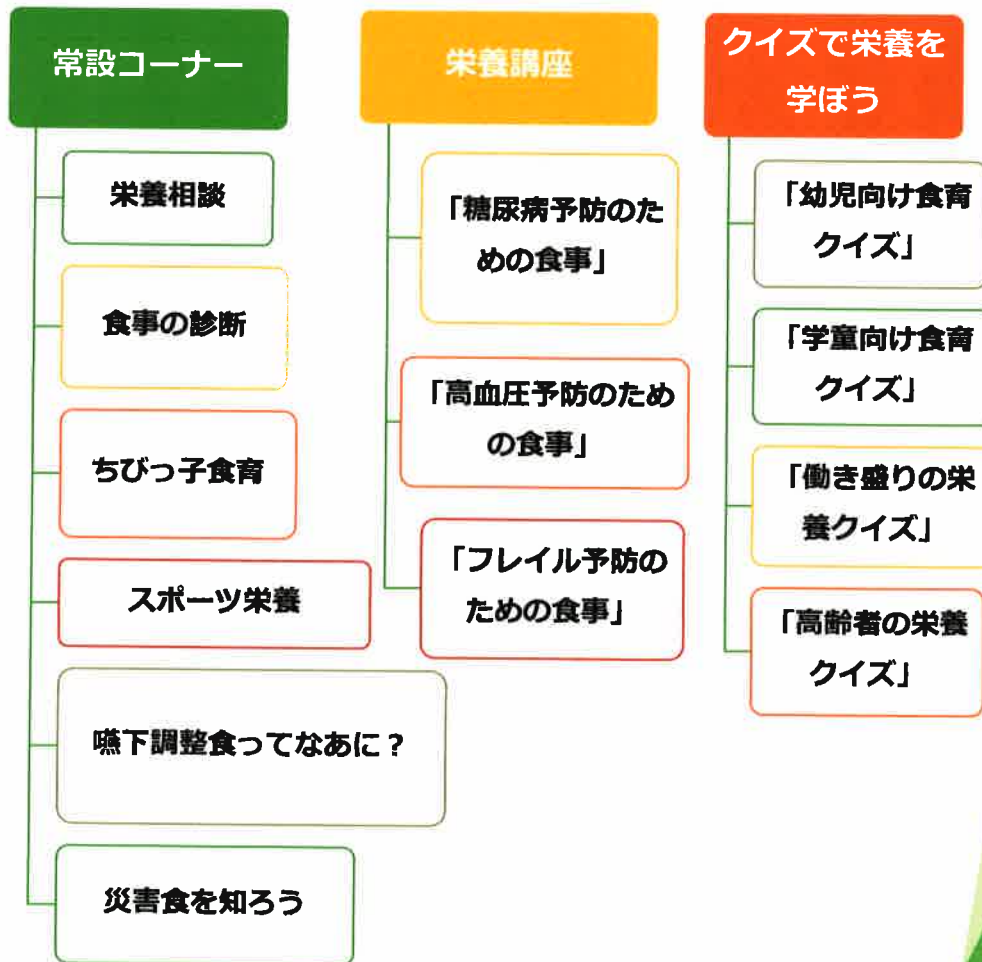 常設コーナー
栄養相談
食事の診断
ちびっ子食育
スポーツ栄養
嚥下調整食ってなあに？
災害食を知ろう
栄養講座
「糖尿病予防のた
めの食事」
「高血圧予防のため
の食事」
「フレイル予防の
ための食事」
クイズで栄養を
学ぼう
「幼児向け食育
クイズ」
「学童向け食育
クイズ」
「働き盛りの栄
養クイズ」
「高齢者の栄養
クイズ」